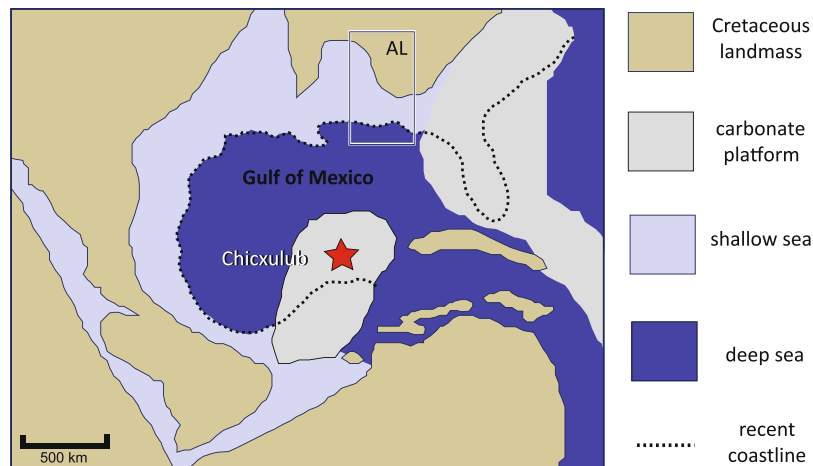 AL
Gulf of Mexico
Chicxulub
500 km
Cretaceous
landmass
carbonate
platform
shallow sea
deep sea
recent
coastline